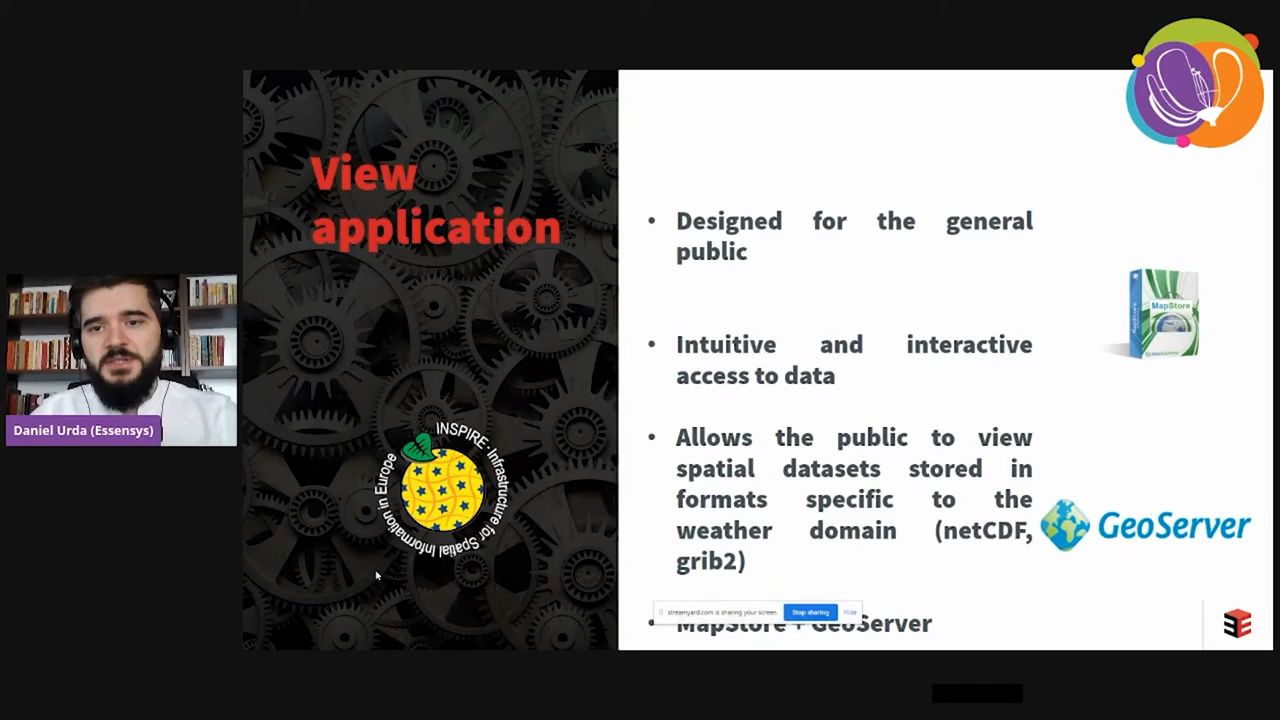 View
application
INSPIRE - Infrastructure for Spatial Information in Europe
Daniel Urda (Essensys)
• Designed for the general
public
• Intuitive and interactive
access to data
• Allows the public to view
spatial datasets stored in
formats specific to the
weather domain (netCDF,
grib2)
• MapStore + GeoServer
MapStore
GeoServer
streamyard.com is sharing your screen.
Stop sharing
Hide